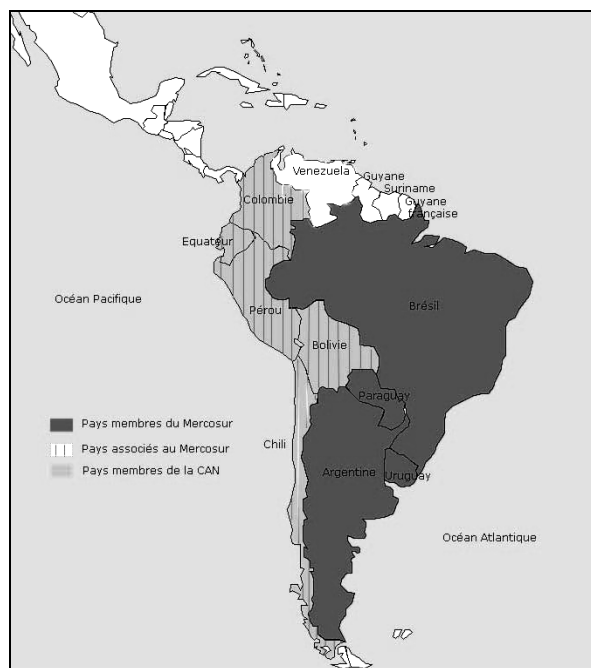 Venezuela
Guyane
Suriname
Guyane
française
Colombie
Equateur
Océan Pacifique
Pérou
Brésil
Bolivie
Paraguay
Pays membres du Mercosur
Pays associés au Mercosur
Chili
Pays membres de la CAN
Argentine
Uruguay
Océan Atlantique